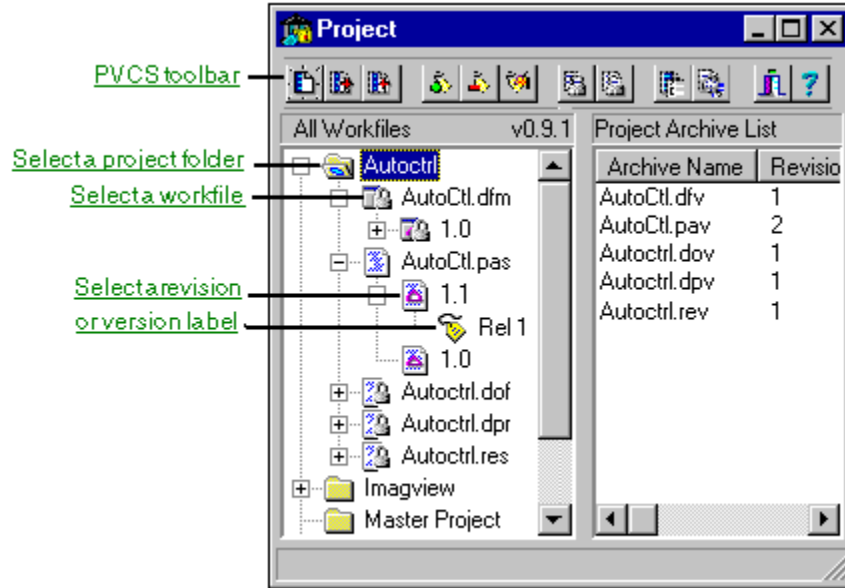 Project
PVCS toolbar
All Workfiles v0.9.1
Project Archive List
Select a project folder
Autoctrl
Archive Name Revisio
Select a workfile
AutoCtl.dfm
AutoCtl.dfv 1
1.0
AutoCtl.pav 2
AutoCtl.pas
Autoctrl.dov 1
Select a revision
1.1
Autoctrl.dpv 1
or version label
Rel 1
Autoctrl.rev 1
1.0
Autoctrl.dof
Autoctrl.dpr
Autoctrl.res
Imagview
Master Project